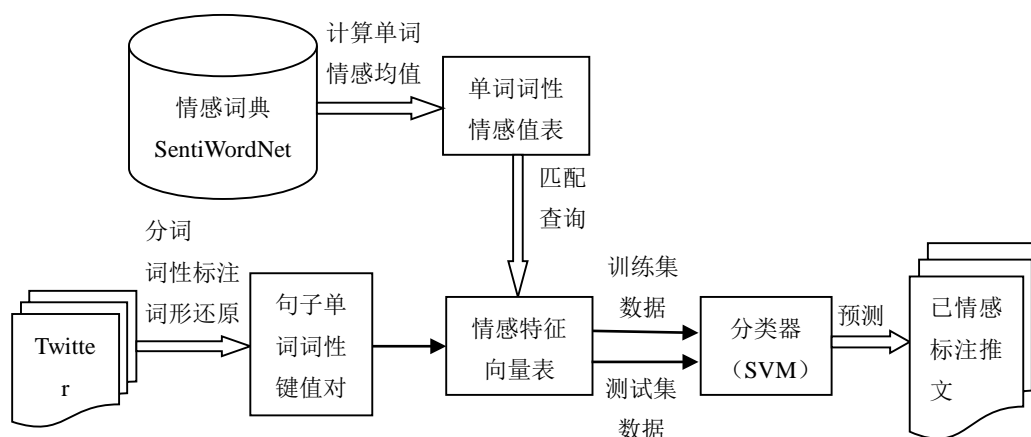 计算单词
情感均值
情感词典
SentiWordNet
单词词性
情感值表
匹配
查询
分词
词性标注
词形还原
Twitte
r
句子单
词词性
键值对
情感特征
向量表
训练集
数据
测试集
数据
分类器
（SVM）
预测
已情感
标注推
文